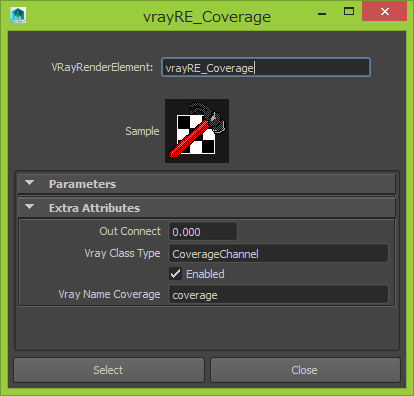 vrayRE_Coverage
VRayRenderElement: vrayRE_Coverage
Sample
Parameters
Extra Attributes
Out Connect 0.000
Vray Class Type CoverageChannel
Enabled
Vray Name Coverage coverage
Select Close